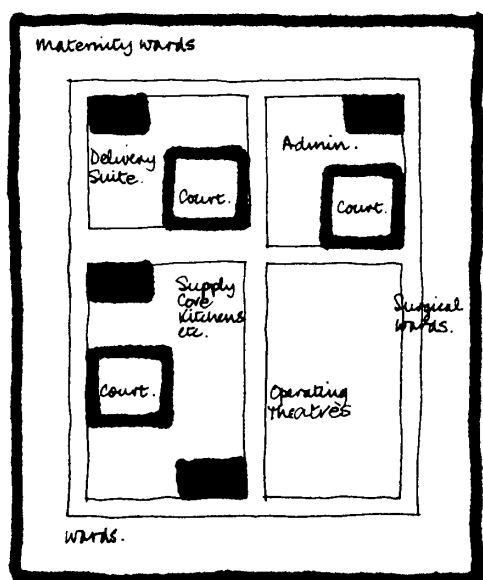 Maternity wards
Delivery
Suite.
Court.
Admin.
Court.
Supply
Core
Kitchens
etc.
Court.
Surgical
wards.
Operating
Theatres
wards.